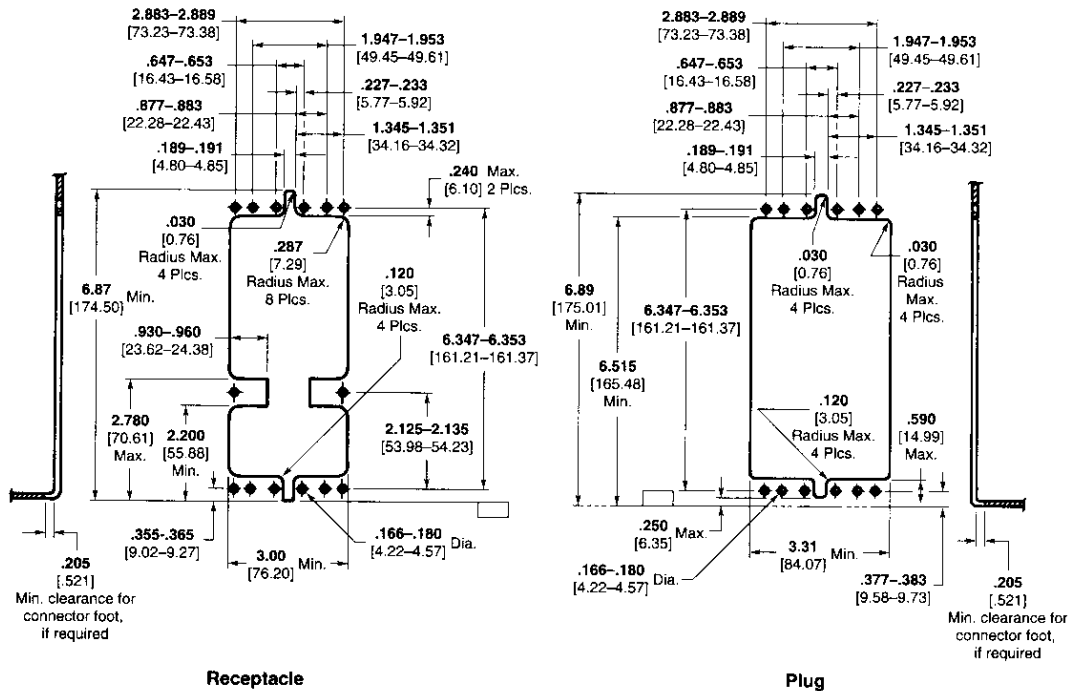 2.883–2.889
[73.23–73.38]
1.947–1.953
[49.45–49.61]
.647–.653
[16.43–16.58]
.227–.233
[5.77–5.92]
.877–.883
[22.28–22.43]
1.345–1.351
[34.16–34.32]
.189–.191
[4.80–4.85]
.240 Max.
[6.10] 2 Plcs.
.030
[0.76]
Radius Max.
4 Plcs.
.287
[7.29]
Radius Max.
8 Plcs.
.120
[3.05]
Radius Max.
4 Plcs.
6.87
[174.50] Min.
.930–.960
[23.62–24.38]
6.347–6.353
[161.21–161.37]
2.780
[70.61]
Max.
2.200
[55.88]
Min.
2.125–2.135
[53.98–54.23]
.355-.365
[9.02–9.27]
3.00 Min.
[76.20]
.166–.180 Dia.
[4.22–4.57]
.205
[.521]
Min. clearance for
connector foot,
if required
Receptacle
2.883–2.889
[73.23–73.38]
1.947–1.953
[49.45–49.61]
.647–.653
[16.43–16.58]
.227–.233
[5.77–5.92]
.877–.883
[22.28–22.43]
1.345–1.351
[34.16–34.32]
.189–.191
[4.80–4.85]
.030
[0.76]
Radius Max.
4 Plcs.
.030
[0.76]
Radius
Max.
4 Plcs.
6.89
[175.01]
Min.
6.347–6.353
[161.21–161.37]
6.515
[165.48]
Min.
.120
[3.05]
Radius Max.
4 Plcs.
.590
[14.99]
Max.
.250 Max.
[6.35]
3.31 Min.
[84.07]
.166–.180 Dia.
[4.22–4.57]
.377–.383
[9.58–9.73]
.205
[.521]
Min. clearance for
connector foot,
if required
Plug